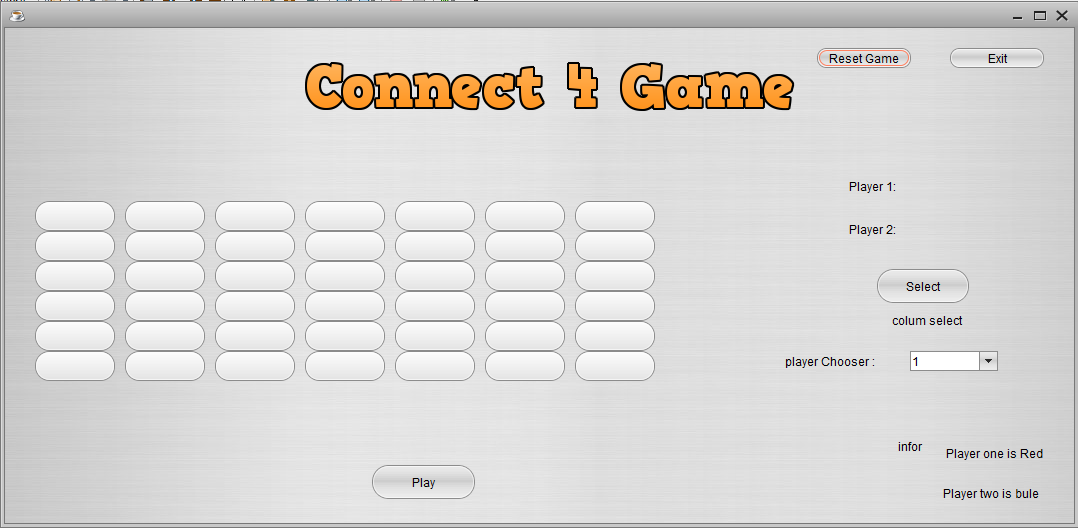 Connect 4 Game
Reset Game
Exit
Player 1:
Player 2:
Select
colum select
player Chooser :
1
infor
Player one is Red
Player two is bule
Play